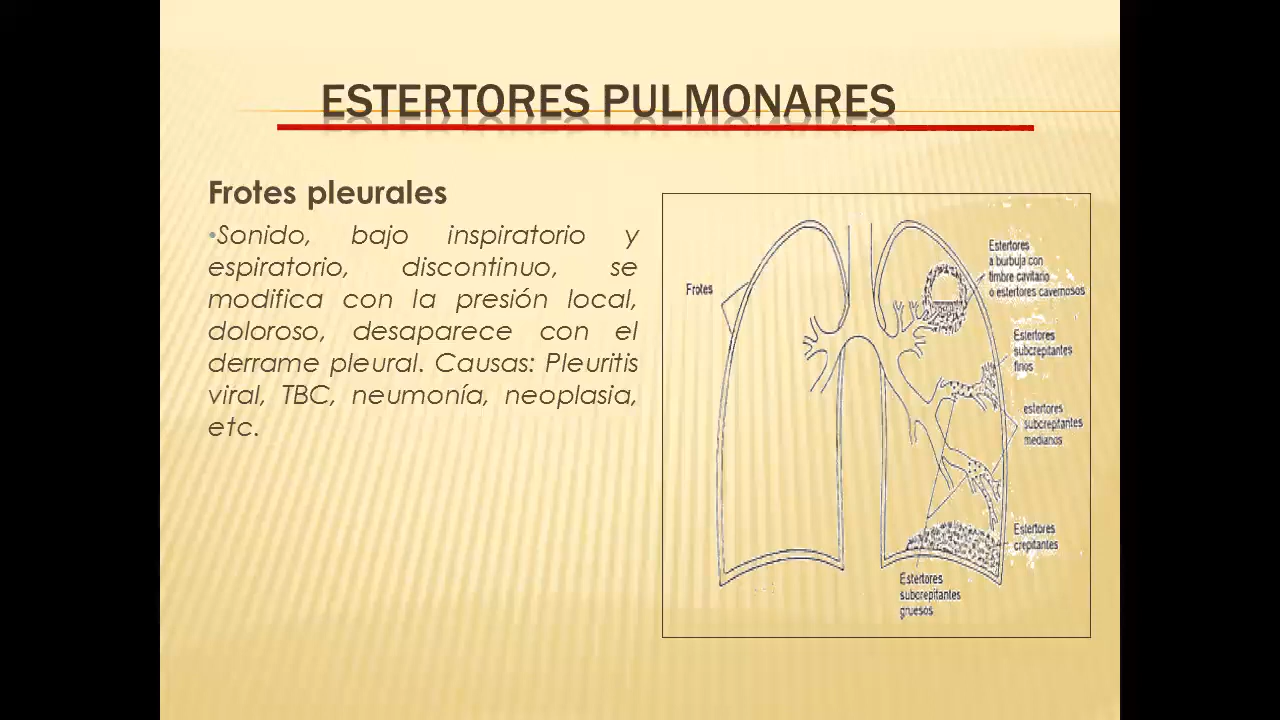 ESTERTORES PULMONARES
Frotes pleurales
•Sonido, bajo inspiratorio y
espiratorio, discontinuo, se
modifica con la presión local,
doloroso, desaparece con el
derrame pleural. Causas: Pleuritis
viral, TBC, neumonía, neoplasia,
etc.
Frotes
Estertores
a burbuja con
timbre cavitario
o estertores cavernosos
Estertores
subcrepitantes
finos
estertores
subcreptantes
medianos
Estertores
crepitantes
Estertores
subcrepitantes
gruesos